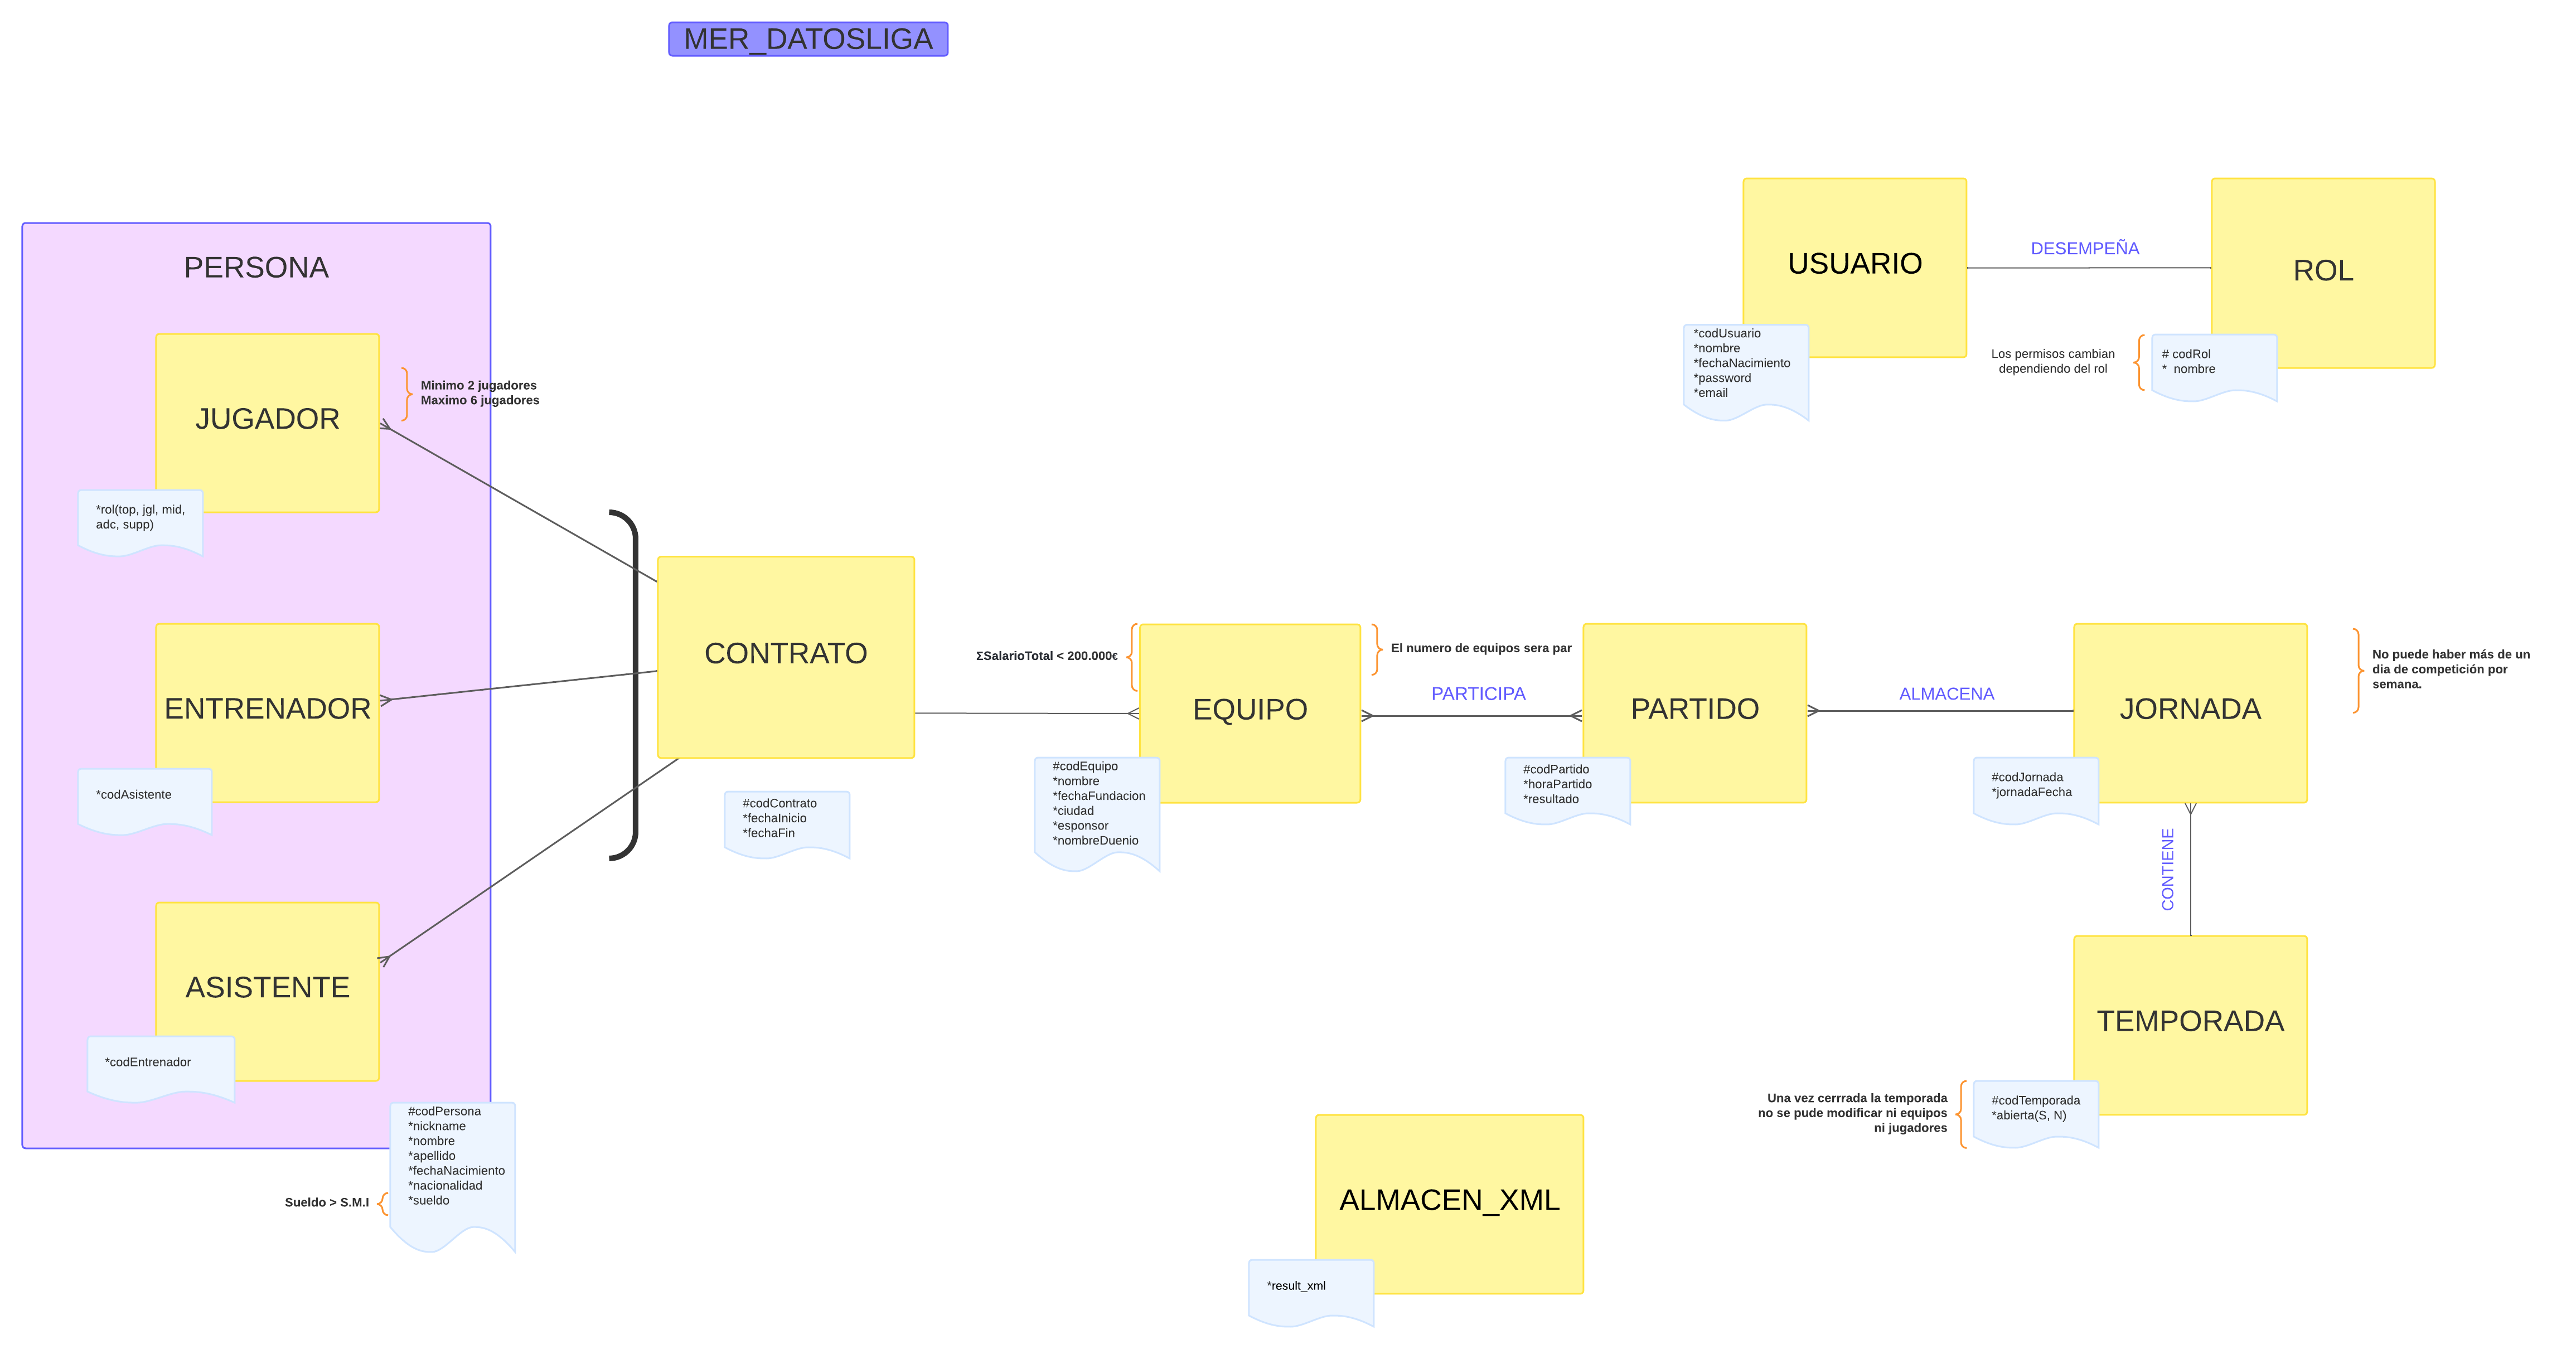 MER_DATOSLIGA
PERSONA
JUGADOR
Minimo 2 jugadores
Maximo 6 jugadores
*rol(top, jgl, mid,
adc, supp)
ENTRENADOR
*codAsistente
ASISTENTE
*codEntrenador
#codPersona
*nickname
*nombre
*apellido
*fechaNacimiento
*nacionalidad
*sueldo
Sueldo > S.M.I
CONTRATO
#codContrato
*fechaInicio
*fechaFin
ΣSalarioTotal < 200.000€
EQUIPO
#codEquipo
*nombre
*fechaFundacion
*ciudad
*esponsor
*nombreDuenio
El numero de equipos sera par
PARTICIPA
PARTIDO
#codPartido
*horaPartido
*resultado
ALMACENA
JORNADA
#codJornada
*jornadaFecha
No puede haber más de un
dia de competición por
semana.
CONTIENE
TEMPORADA
#codTemporada
*abierta(S, N)
Una vez cerrrada la temporada
no se pude modificar ni equipos
ni jugadores
USUARIO
*codUsuario
*nombre
*fechaNacimiento
*password
*email
DESEMPEÑA
ROL
# codRol
* nombre
Los permisos cambian
dependiendo del rol
ALMACEN_XML
*result_xml